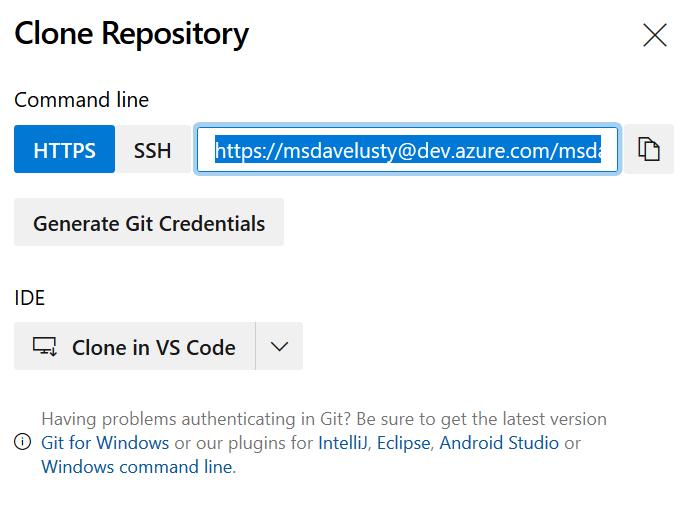 Clone Repository
Command line
HTTPS SSH https://msdavelusty@dev.azure.com/msda
Generate Git Credentials
IDE
Clone in VS Code
Having problems authenticating in Git? Be sure to get the latest version
Git for Windows or our plugins for IntelliJ, Eclipse, Android Studio or
Windows command line.